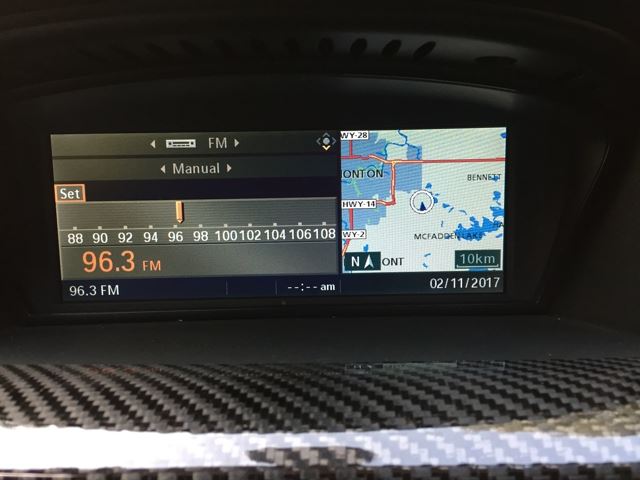 FM
Manual
Set
88 90 92 94 96 98 100 102 104 106 108
96.3 FM
96.3 FM
--:-- am
WY-28
MONTON
BENNETT
HWY-14
WY-2
MCFADDEN LAKE
N
ONT
10km
02/11/2017